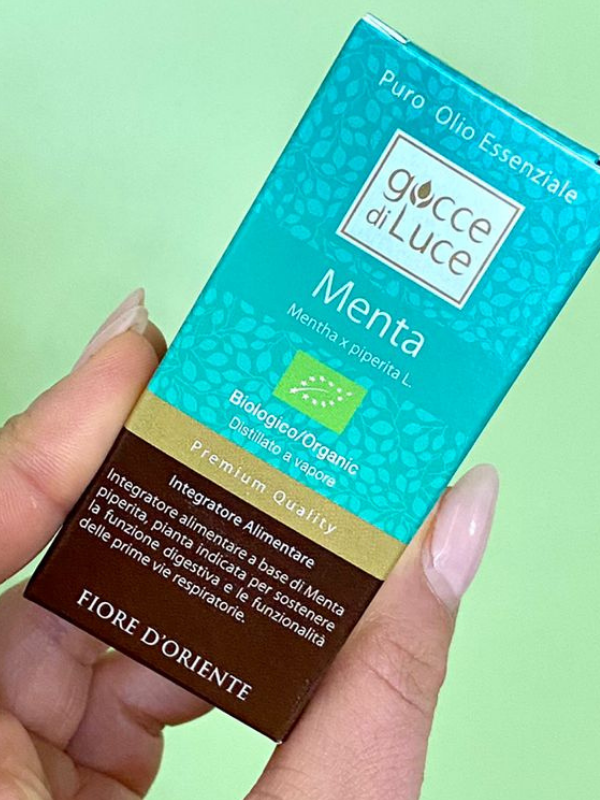 Puro Olio Essenziale
gocce
di Luce
Menta
Mentha x piperita L.
Biologico/Organic
Distillato a vapore
Premium Quality
Integratore Alimentare
Integratore alimentare a base di Menta
piperita, pianta indicata per sostenere
la funzione digestiva e le funzionalità
delle prime vie respiratorie.
FIORE D'ORIENTE